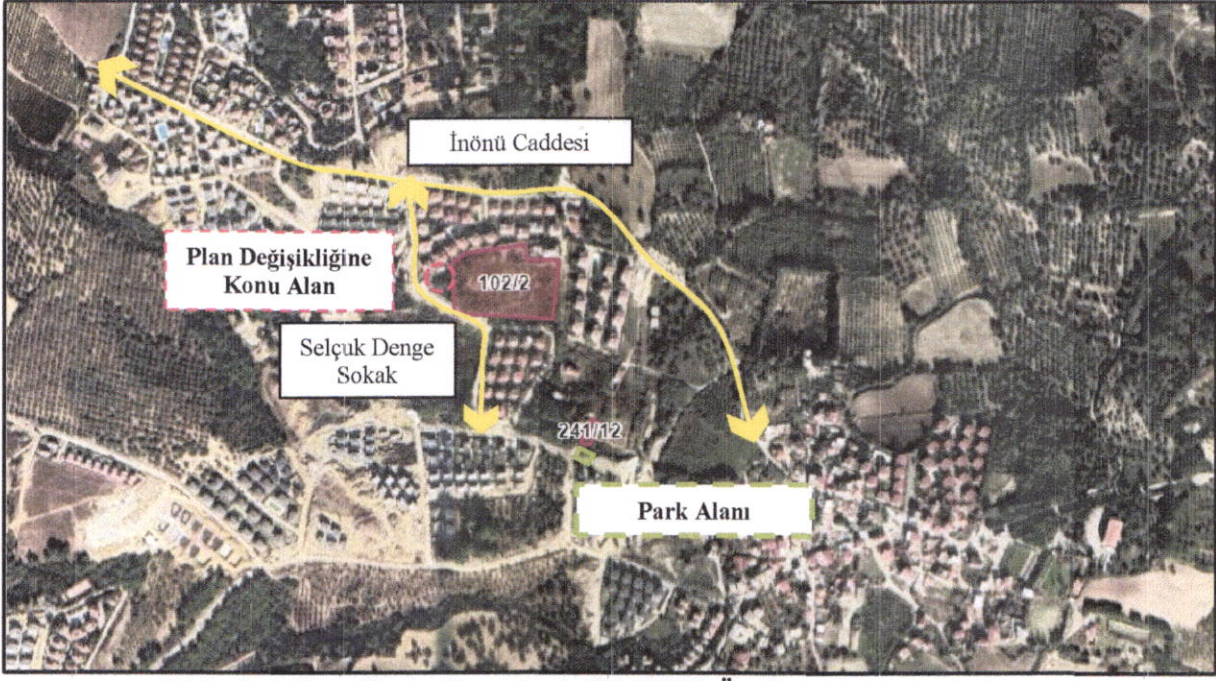 İnönü Caddesi
Plan Değişikliğine
Konu Alan
102/2
Selçuk Denge
Sokak
241/12
Park Alanı